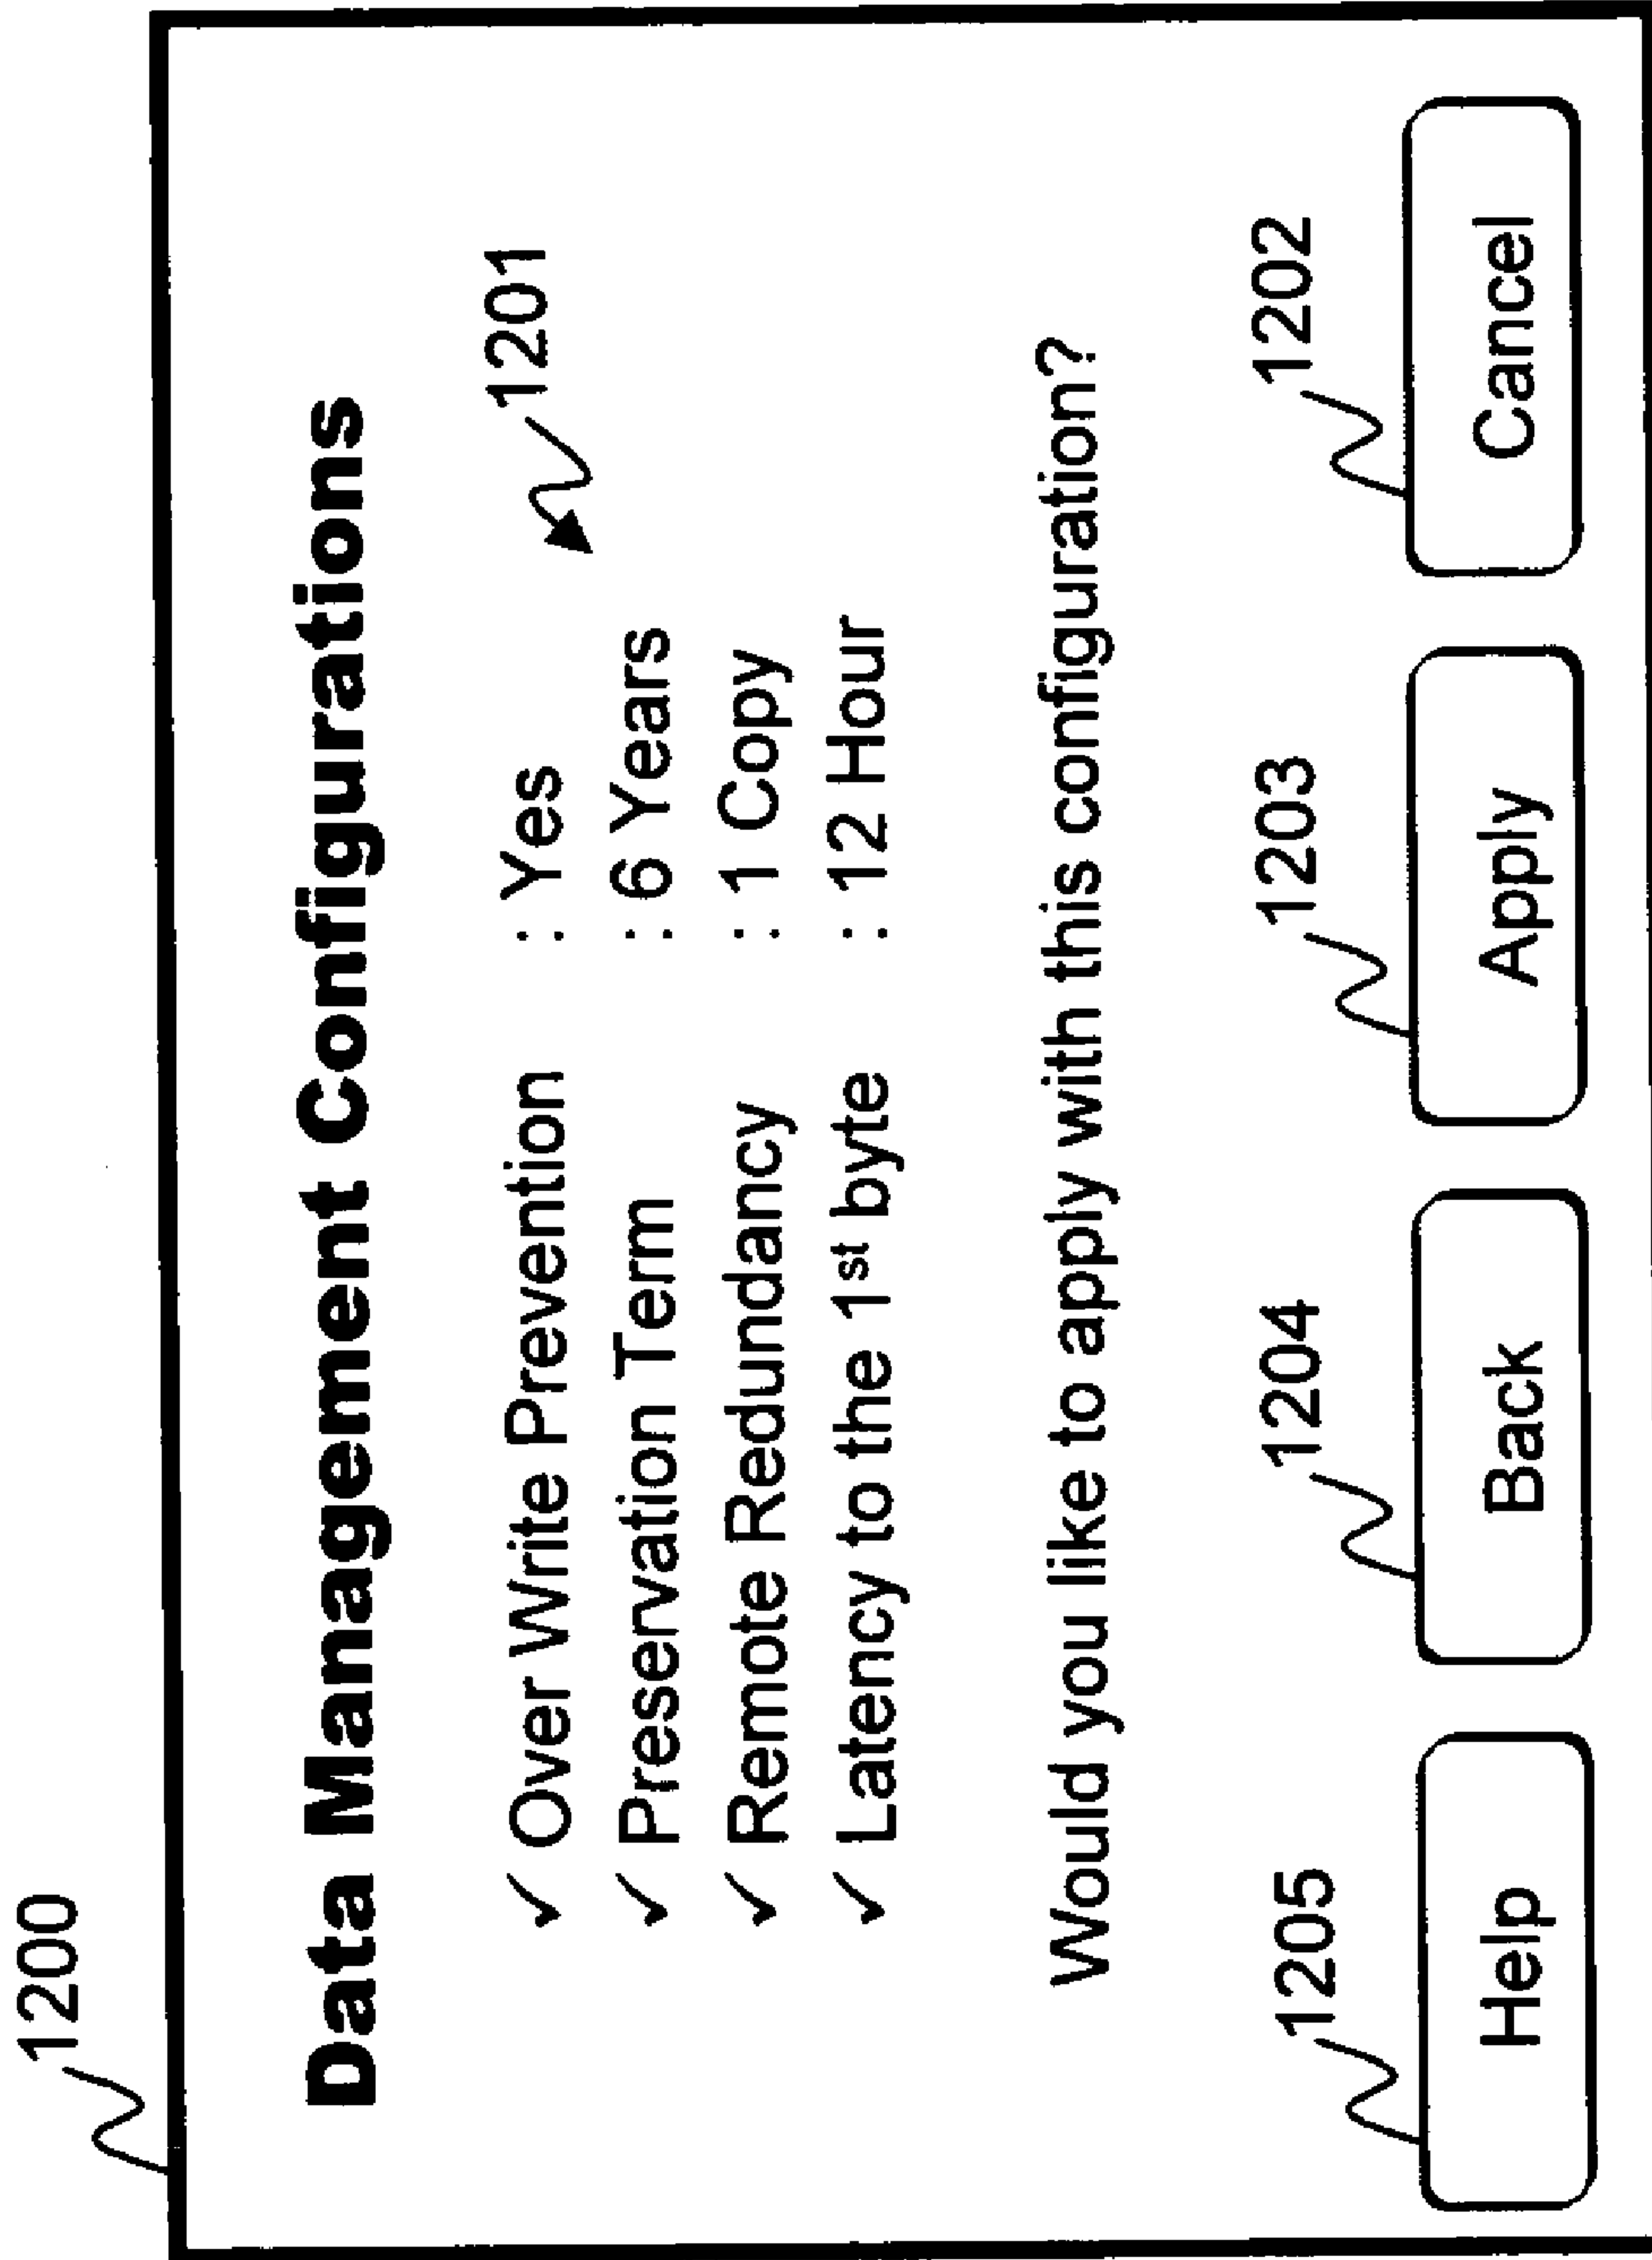 1200
Data Management Configurations
1201
✓ Over Write Prevention : Yes
✓ Preservation Term : 6 Years
✓ Remote Redundancy : 1 Copy
✓ Latency to the 1st byte : 12 Hour
Would you like to apply with this configuration?
1205 1204 1203 1202
Help Back Apply Cancel